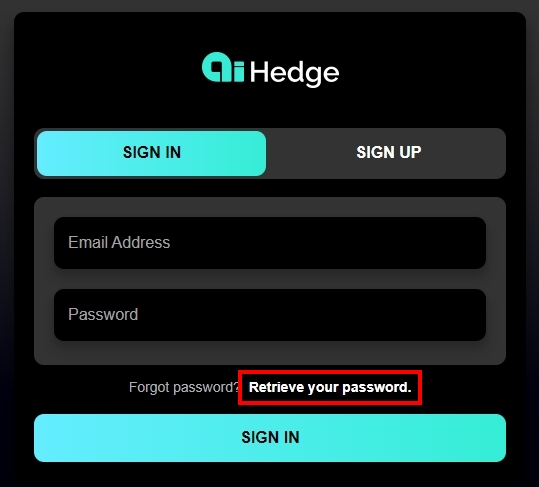 ai Hedge
SIGN IN SIGN UP
Email Address
Password
Forgot password? Retrieve your password.
SIGN IN